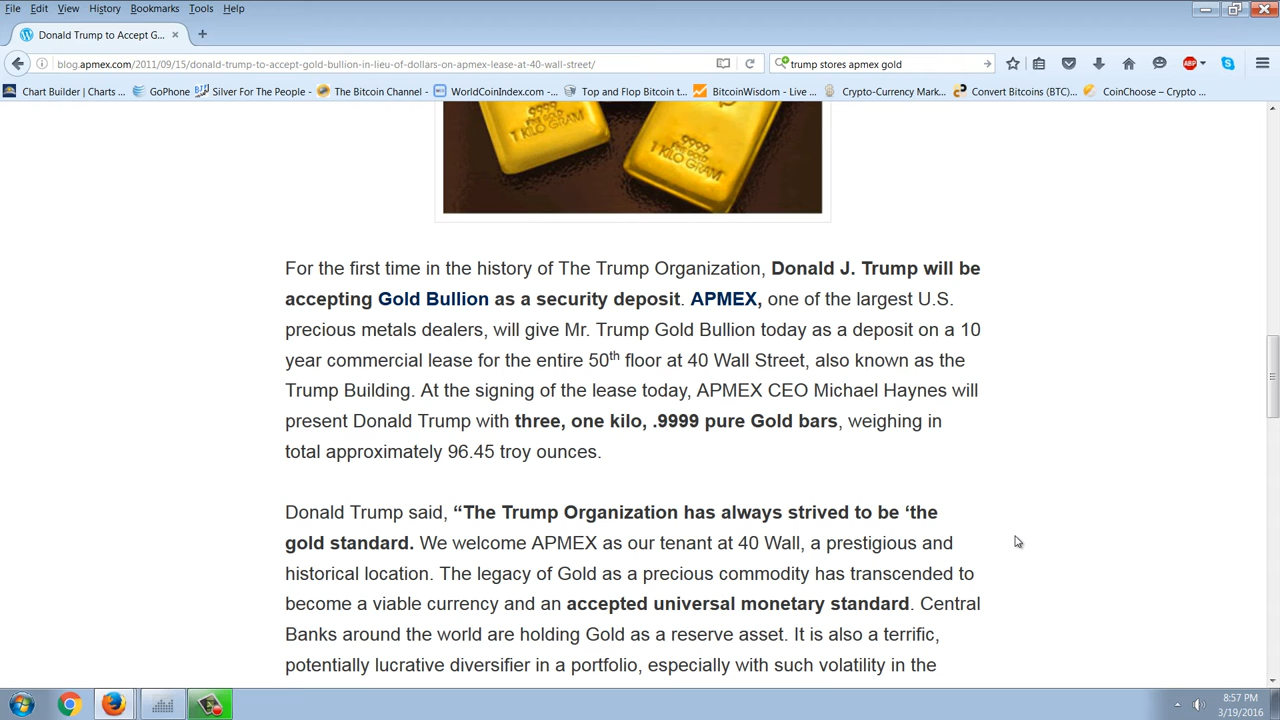 File Edit View History Bookmarks Tools Help
Donald Trump to Accept G...
blog.apmex.com/2011/09/15/donald-trump-to-accept-gold-bullion-in-lieu-of-dollars-on-apmex-lease-at-40-wall-street/
trump stores apmex gold
ABP
Chart Builder | Charts ... GoPhone Silver For The People - The Bitcoin Channel - WorldCoinIndex.com - ... Top and Flop Bitcoin t... BitcoinWisdom - Live ... Crypto-Currency Mark... Convert Bitcoins (BTC)... CoinChoose – Crypto ...
9999
1 KILO GRAM
9999
1 KILO GRAM
For the first time in the history of The Trump Organization, Donald J. Trump will be
accepting Gold Bullion as a security deposit. APMEX, one of the largest U.S.
precious metals dealers, will give Mr. Trump Gold Bullion today as a deposit on a 10
year commercial lease for the entire 50th floor at 40 Wall Street, also known as the
Trump Building. At the signing of the lease today, APMEX CEO Michael Haynes will
present Donald Trump with three, one kilo, .9999 pure Gold bars, weighing in
total approximately 96.45 troy ounces.
Donald Trump said, “The Trump Organization has always strived to be ‘the
gold standard. We welcome APMEX as our tenant at 40 Wall, a prestigious and
historical location. The legacy of Gold as a precious commodity has transcended to
become a viable currency and an accepted universal monetary standard. Central
Banks around the world are holding Gold as a reserve asset. It is also a terrific,
potentially lucrative diversifier in a portfolio, especially with such volatility in the
8:57 PM
3/19/2016